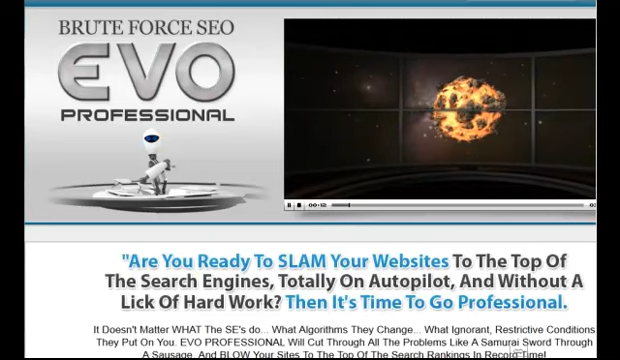 BRUTE FORCE SEO
EVO
PROFESSIONAL
00:12
"Are You Ready To SLAM Your Websites To The Top Of
The Search Engines, Totally On Autopilot, And Without A
Lick Of Hard Work? Then It's Time To Go Professional.
It Doesn't Matter WHAT The SE's do... What Algorithms They Change... What Ignorant, Restrictive Conditions
They Put On You. EVO PROFESSIONAL Will Cut Through All The Problems Like A Samurai Sword Through
A Sausage. And BLOW Your Sites To The Top Of The Search Rankings In Record Time!